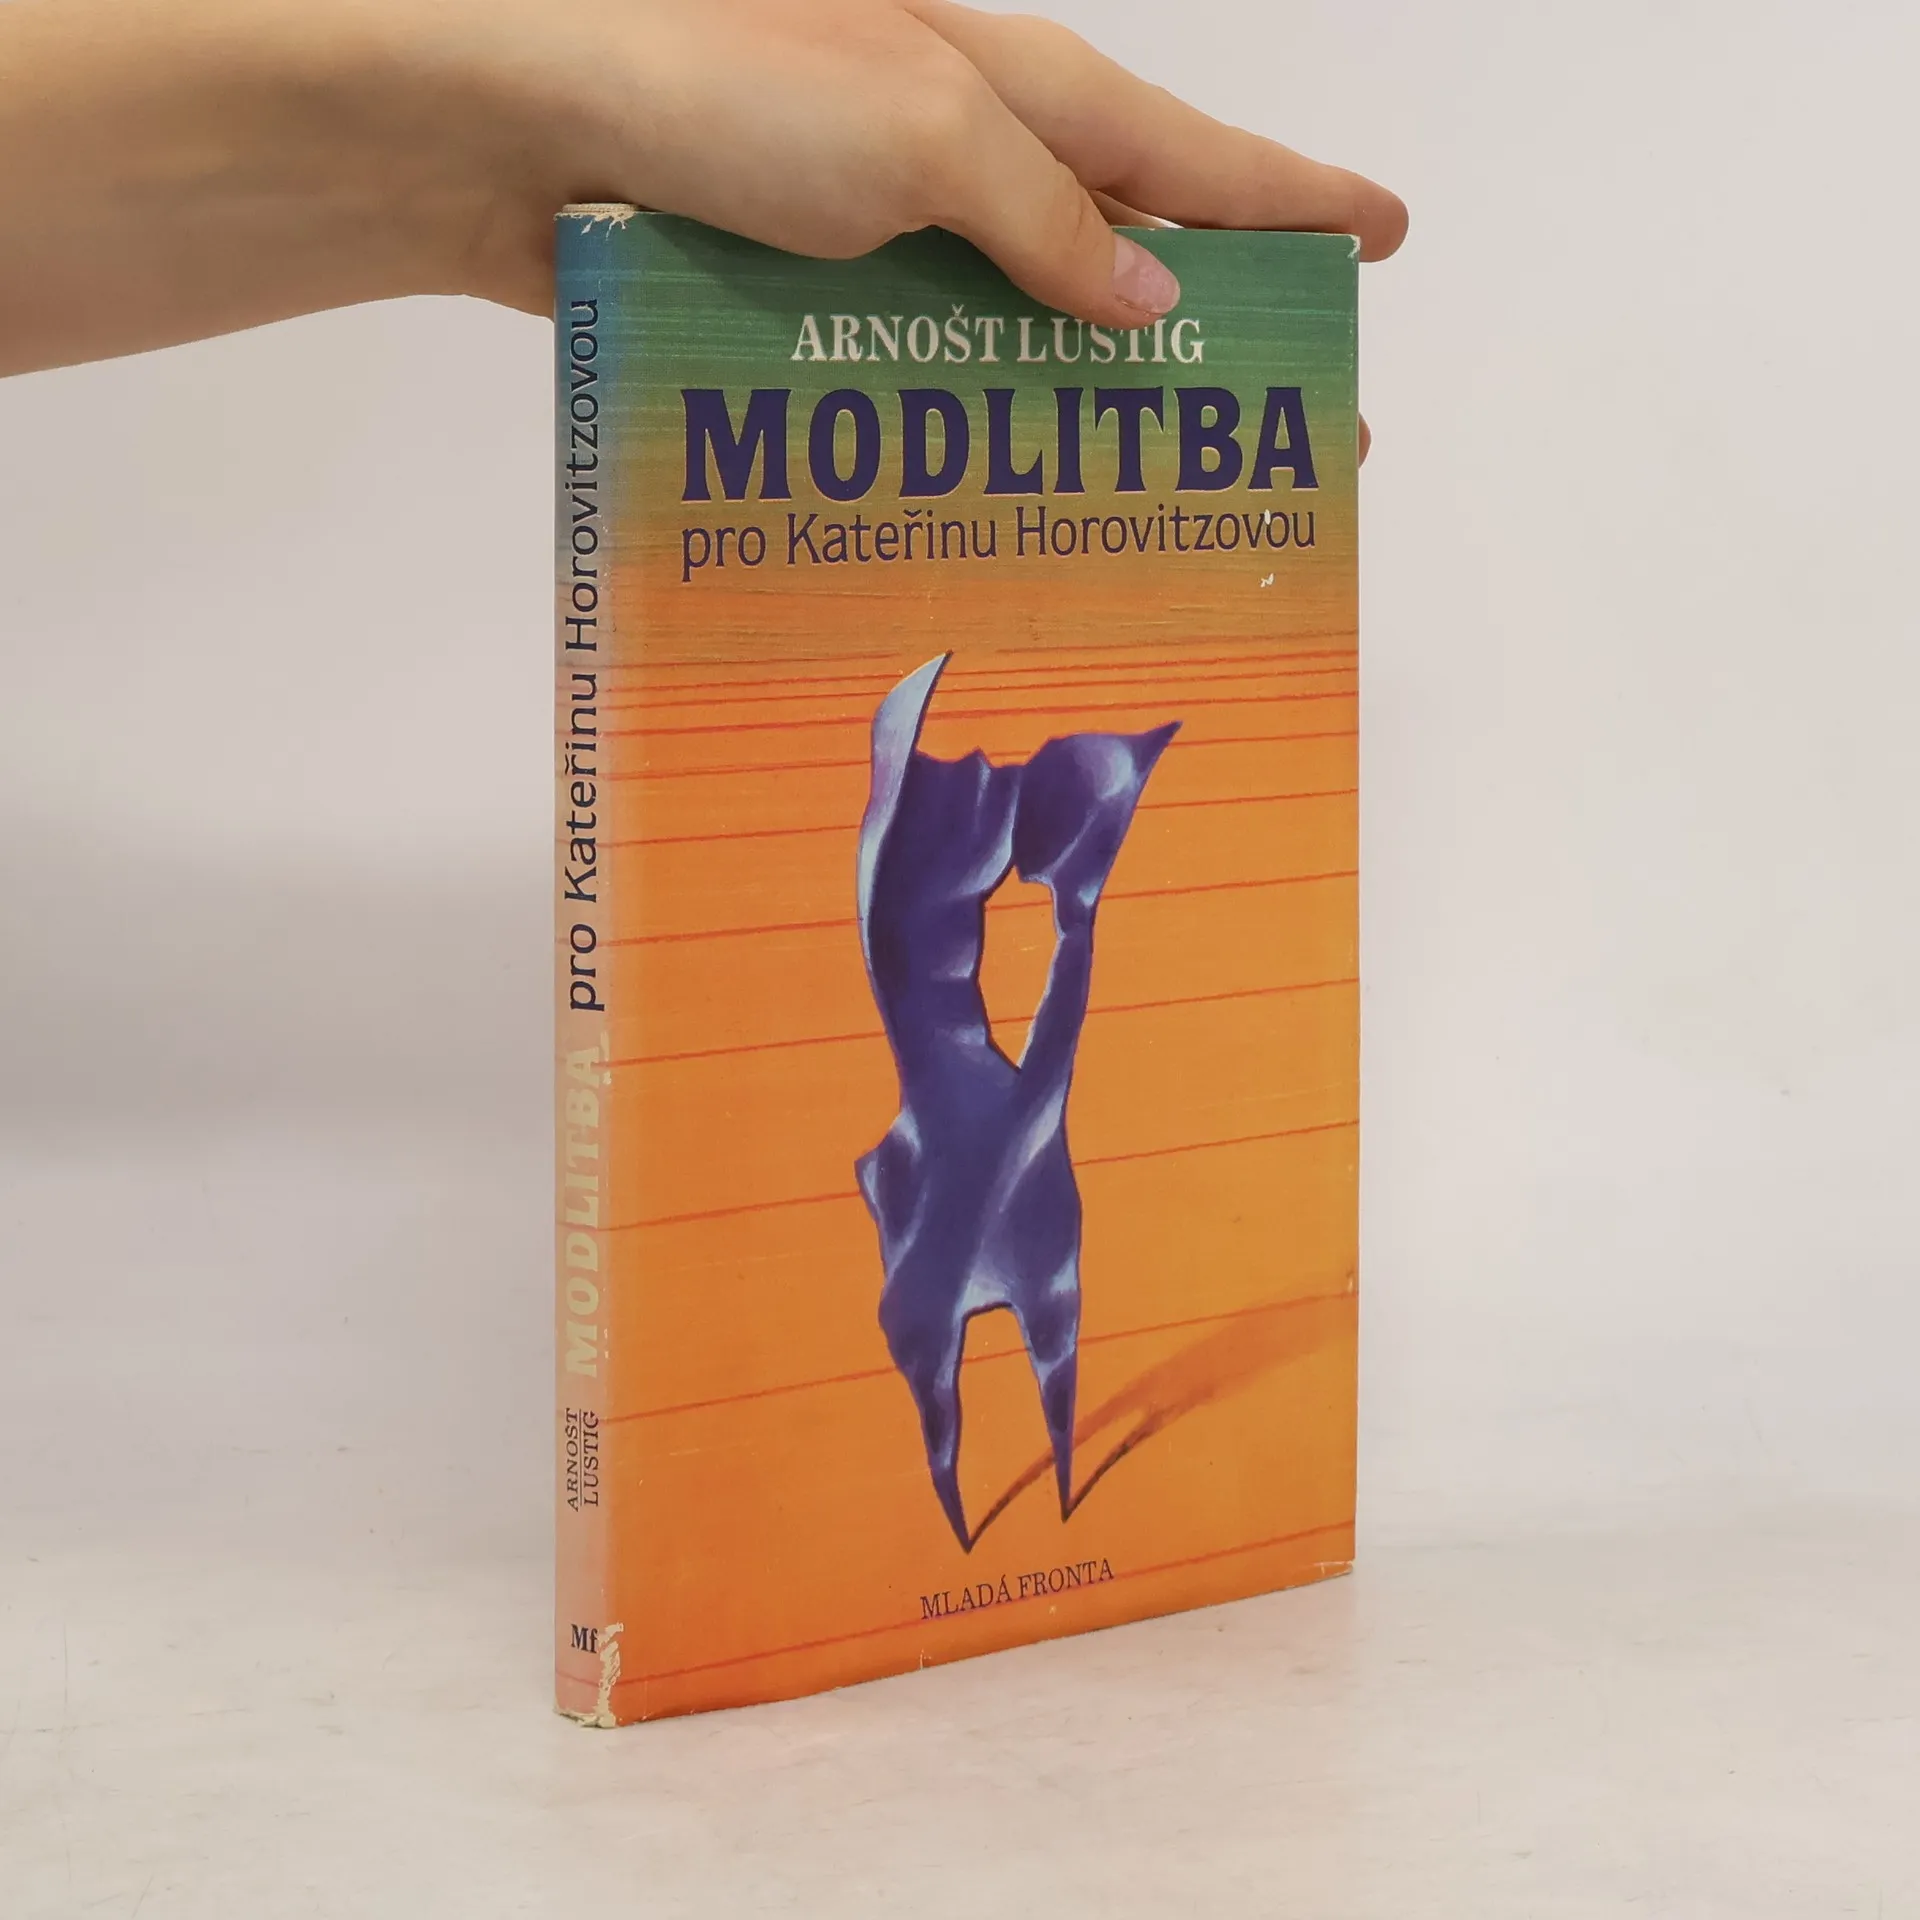 ARNOŠT LUSTIG
MODLITBA
pro Kateřinu Horovitzovou
MLADÁ FRONTA
ARNOŠT
LUSTIG
MODLITBA pro Kateřinu Horovitzovou
Mf